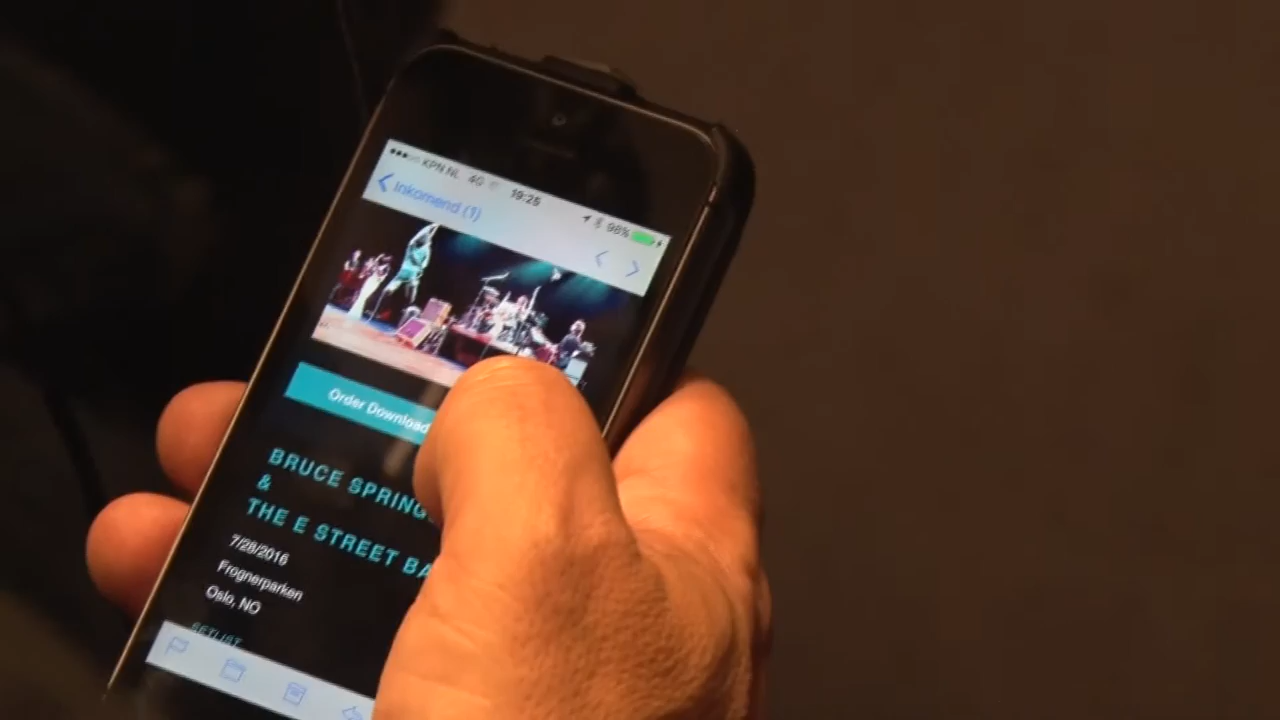 KPN.NL 4G 19:25 98%
Inkomend (1)
Order Download
BRUCE SPRING
&
THE E STREET BA
7/28/2016
Frognerparken
Oslo, NO
SETLIST